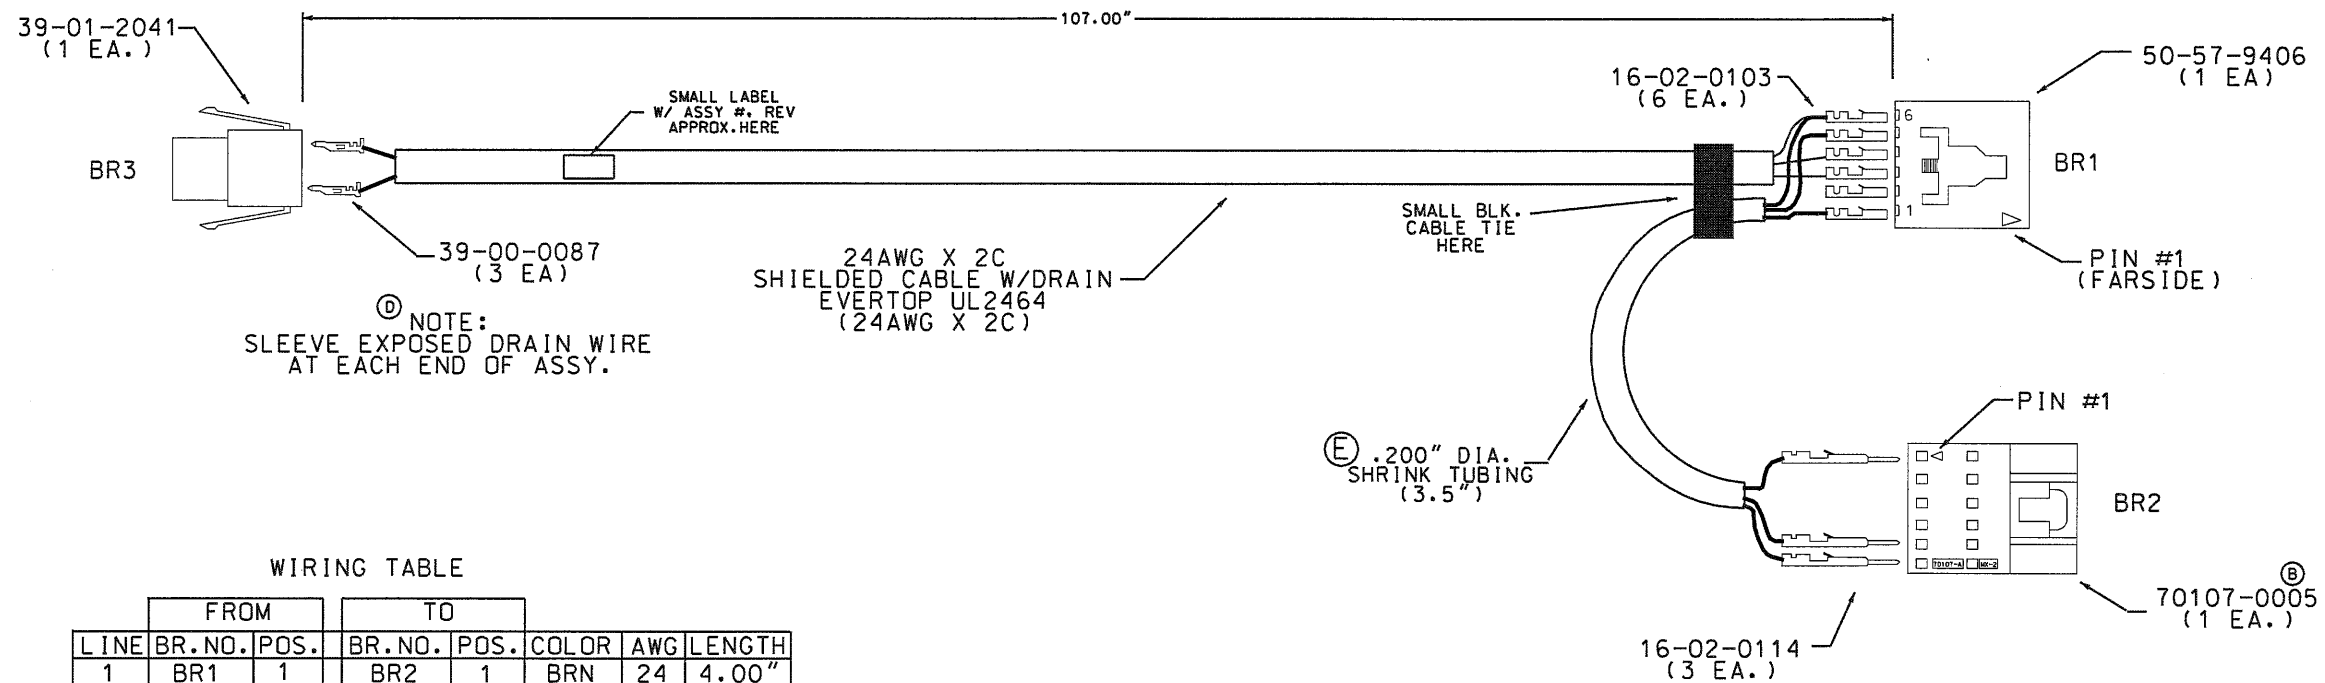 107.00"
39-01-2041
(1 EA.)
50-57-9406
(1 EA)
16-02-0103
(6 EA.)
SMALL LABEL
W/ ASSY #, REV
APPROX.HERE
6
BR3
BR1
1
SMALL BLK.
CABLE TIE
HERE
39-00-0087
(3 EA)
24AWG X 2C
SHIELDED CABLE W/DRAIN
EVERTOP UL2464
(24AWG X 2C)
PIN #1
(FARSIDE)
D NOTE:
SLEEVE EXPOSED DRAIN WIRE
AT EACH END OF ASSY.
PIN #1
E .200" DIA.
SHRINK TUBING
(3.5")
BR2
70107-A MX-2
B
70107-0005
(1 EA.)
16-02-0114
(3 EA.)
WIRING TABLE
FROM TO
LINE BR.NO. POS. BR.NO. POS. COLOR AWG LENGTH
1 BR1 1 BR2 1 BRN 24 4.00"